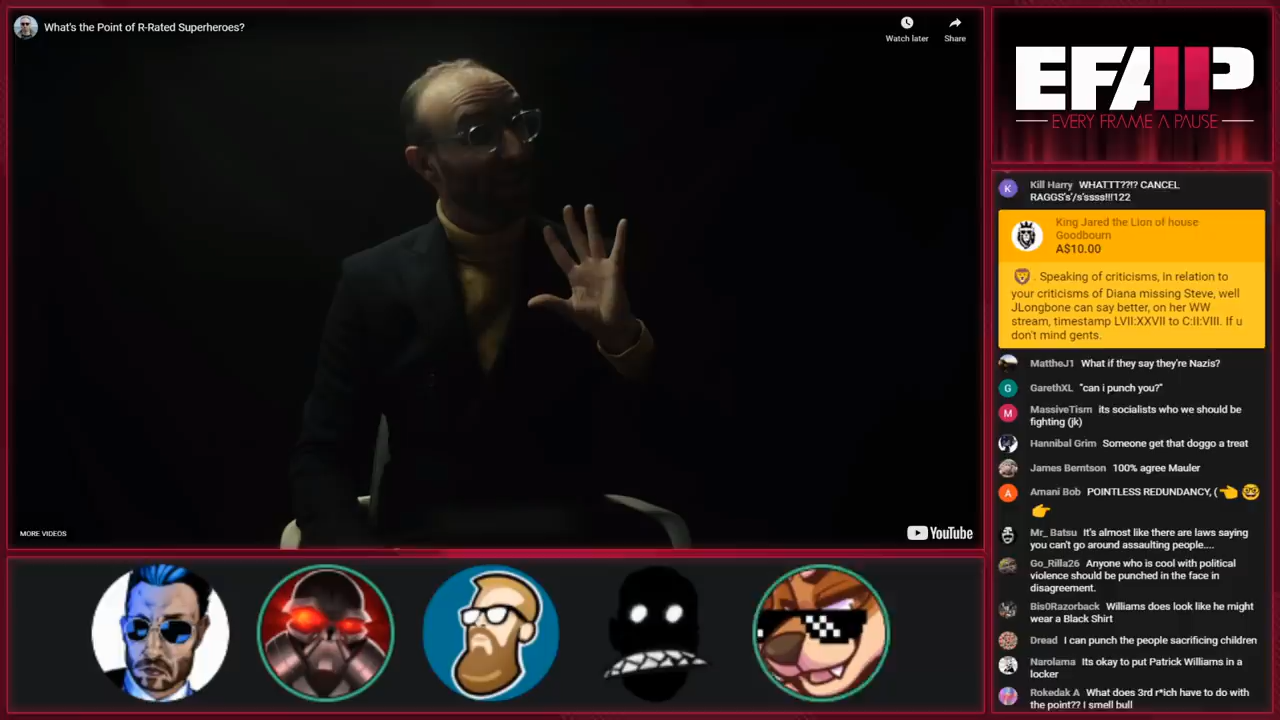 What's the Point of R-Rated Superheroes?
Watch later
Share
MORE VIDEOS
YouTube
EFAP
EVERY FRAME A PAUSE
K
Kill Harry WHATTT??!? CANCEL
RAGGS's'/s'ssss!!!122
King Jared the Lion of house
Goodbourn
A$10.00
. Speaking of criticisms, in relation to
your criticisms of Diana missing Steve, well
JLongbone can say better, on her WW
stream, timestamp LVII:XXVII to C:II:VIII. If u
don't mind gents.
MattheJ1 What if they say they're Nazis?
G
GarethXL "can i punch you?"
M
MassiveTism its socialists who we should be
fighting (jk)
Hannibal Grim Someone get that doggo a treat
James Berntson 100% agree Mauler
A
Amani Bob POINTLESS REDUNDANCY, (
Mr_ Batsu It's almost like there are laws saying
you can't go around assaulting people....
Go_Rilla26 Anyone who is cool with political
violence should be punched in the face in
disagreement.
Bis0Razorback Williams does look like he might
wear a Black Shirt
Dread I can punch the people sacrificing children
Narolama Its okay to put Patrick Williams in a
locker
Rokedak A What does 3rd r*ich have to do with
the point?? I smell bull